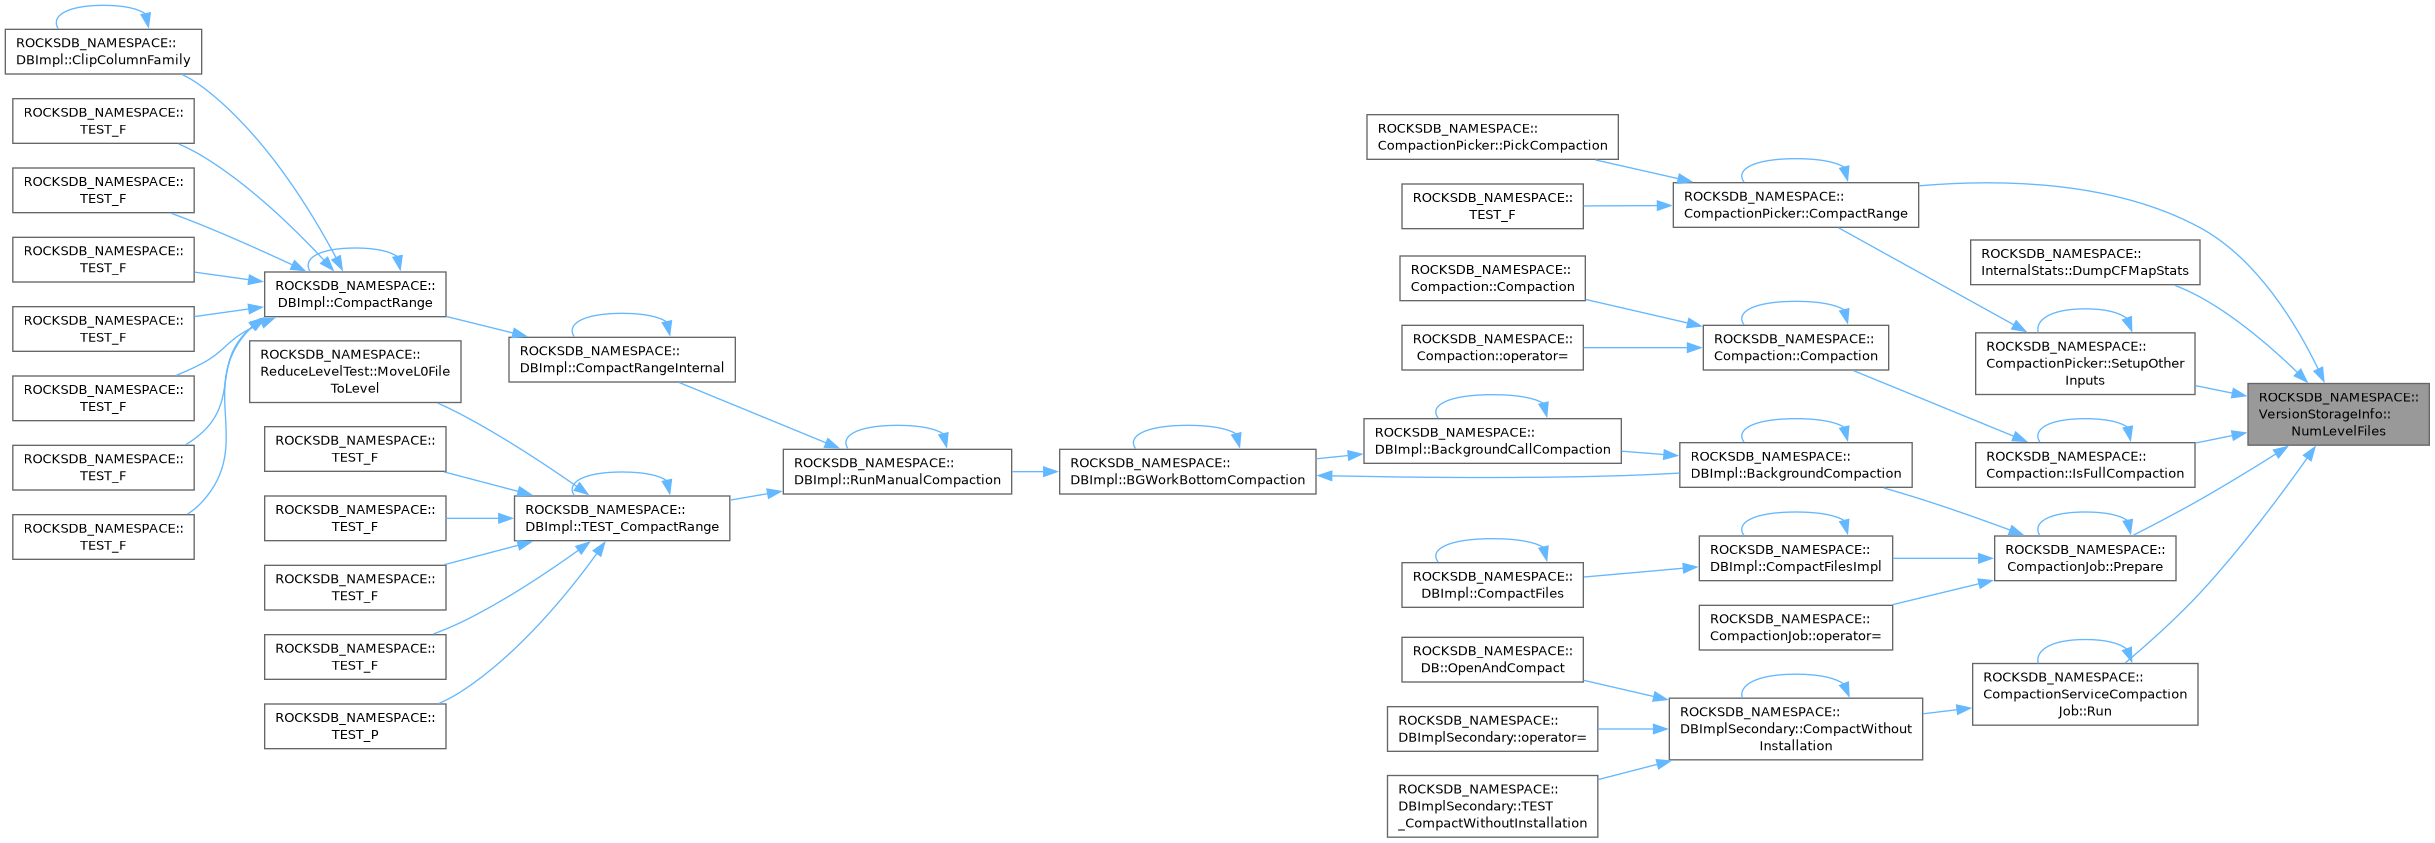 ROCKSDB_NAMESPACE::
DBImpl::ClipColumnFamily
ROCKSDB_NAMESPACE::
TEST_F
ROCKSDB_NAMESPACE::
TEST_F
ROCKSDB_NAMESPACE::
TEST_F
ROCKSDB_NAMESPACE::
TEST_F
ROCKSDB_NAMESPACE::
TEST_F
ROCKSDB_NAMESPACE::
TEST_F
ROCKSDB_NAMESPACE::
TEST_F
ROCKSDB_NAMESPACE::
DBImpl::CompactRange
ROCKSDB_NAMESPACE::
ReduceLevelTest::MoveL0File
ToLevel
ROCKSDB_NAMESPACE::
TEST_F
ROCKSDB_NAMESPACE::
TEST_F
ROCKSDB_NAMESPACE::
TEST_F
ROCKSDB_NAMESPACE::
TEST_F
ROCKSDB_NAMESPACE::
TEST_P
ROCKSDB_NAMESPACE::
DBImpl::CompactRangeInternal
ROCKSDB_NAMESPACE::
DBImpl::TEST_CompactRange
ROCKSDB_NAMESPACE::
DBImpl::RunManualCompaction
ROCKSDB_NAMESPACE::
DBImpl::BGWorkBottomCompaction
ROCKSDB_NAMESPACE::
CompactionPicker::PickCompaction
ROCKSDB_NAMESPACE::
TEST_F
ROCKSDB_NAMESPACE::
Compaction::Compaction
ROCKSDB_NAMESPACE::
Compaction::operator=
ROCKSDB_NAMESPACE::
DBImpl::BackgroundCallCompaction
ROCKSDB_NAMESPACE::
DBImpl::CompactFiles
ROCKSDB_NAMESPACE::
DB::OpenAndCompact
ROCKSDB_NAMESPACE::
DBImplSecondary::operator=
ROCKSDB_NAMESPACE::
DBImplSecondary::TEST
_CompactWithoutInstallation
ROCKSDB_NAMESPACE::
CompactionPicker::CompactRange
ROCKSDB_NAMESPACE::
Compaction::Compaction
ROCKSDB_NAMESPACE::
DBImpl::BackgroundCompaction
ROCKSDB_NAMESPACE::
DBImpl::CompactFilesImpl
ROCKSDB_NAMESPACE::
CompactionJob::operator=
ROCKSDB_NAMESPACE::
DBImplSecondary::CompactWithout
Installation
ROCKSDB_NAMESPACE::
InternalStats::DumpCFMapStats
ROCKSDB_NAMESPACE::
CompactionPicker::SetupOther
Inputs
ROCKSDB_NAMESPACE::
Compaction::IsFullCompaction
ROCKSDB_NAMESPACE::
CompactionJob::Prepare
ROCKSDB_NAMESPACE::
CompactionServiceCompaction
Job::Run
ROCKSDB_NAMESPACE::
VersionStorageInfo::
NumLevelFiles